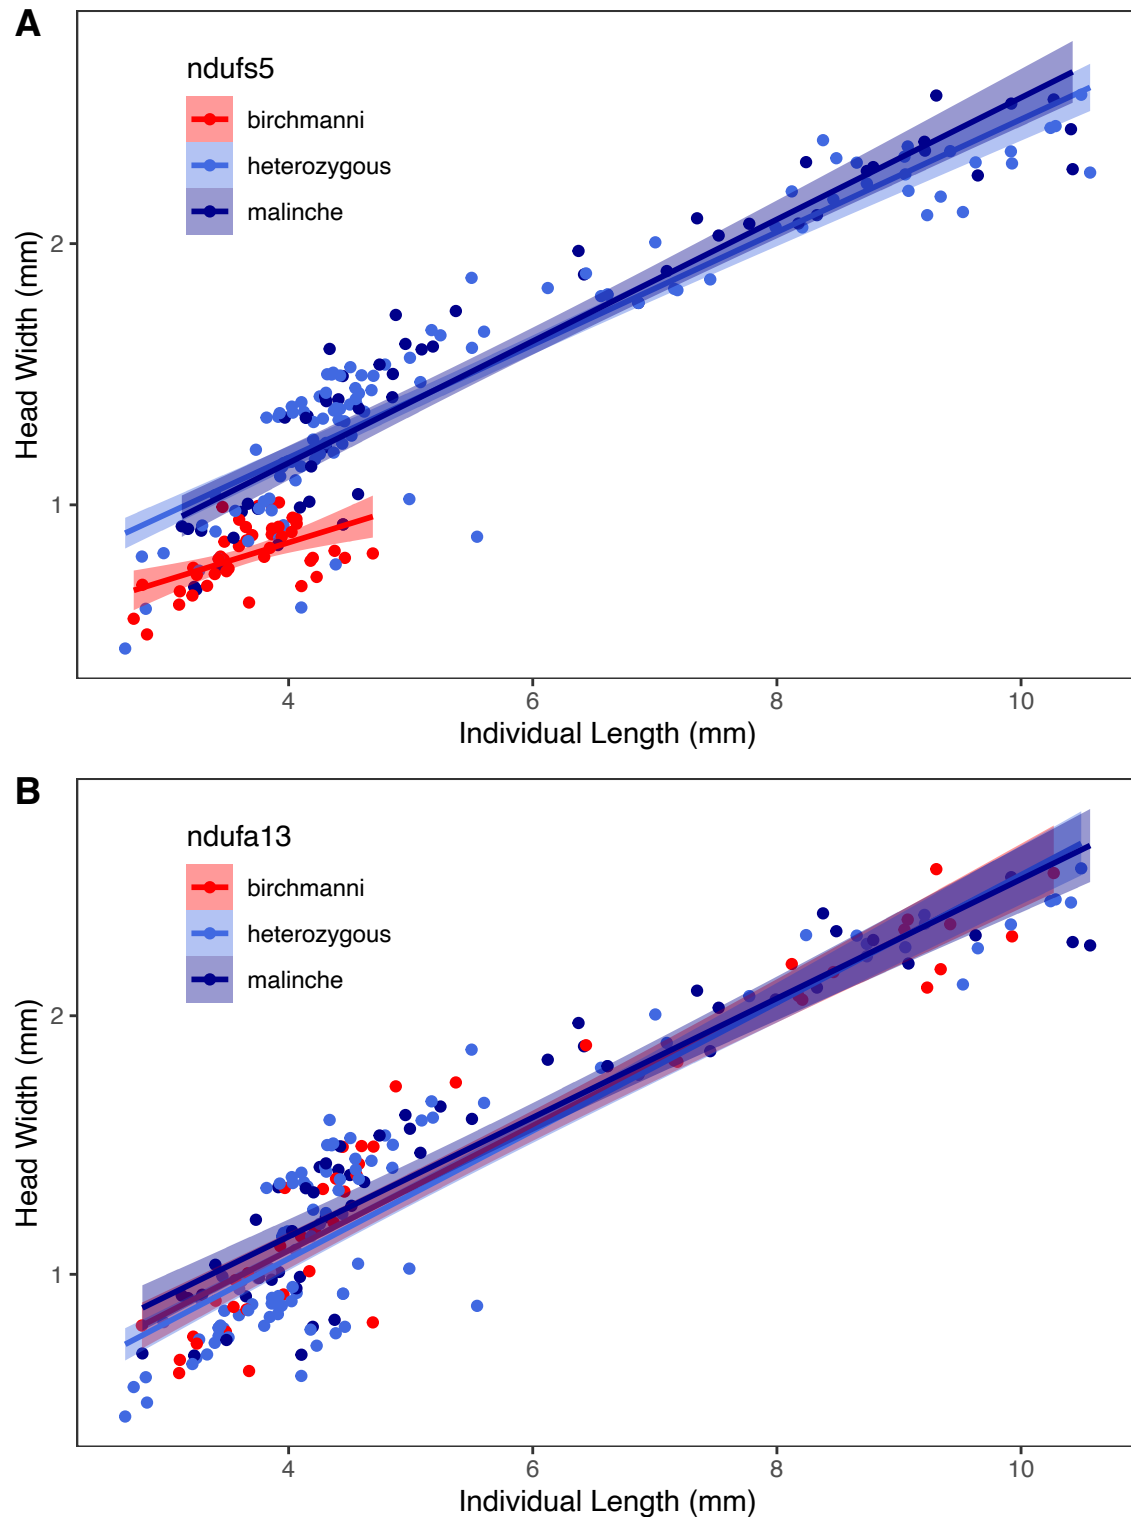 A
ndufs5
birchmanni
heterozygous
malinche
Head Width (mm)
2
1
4 6 8 10
Individual Length (mm)
B
ndufa13
birchmanni
heterozygous
malinche
Head Width (mm)
2
1
4 6 8 10
Individual Length (mm)